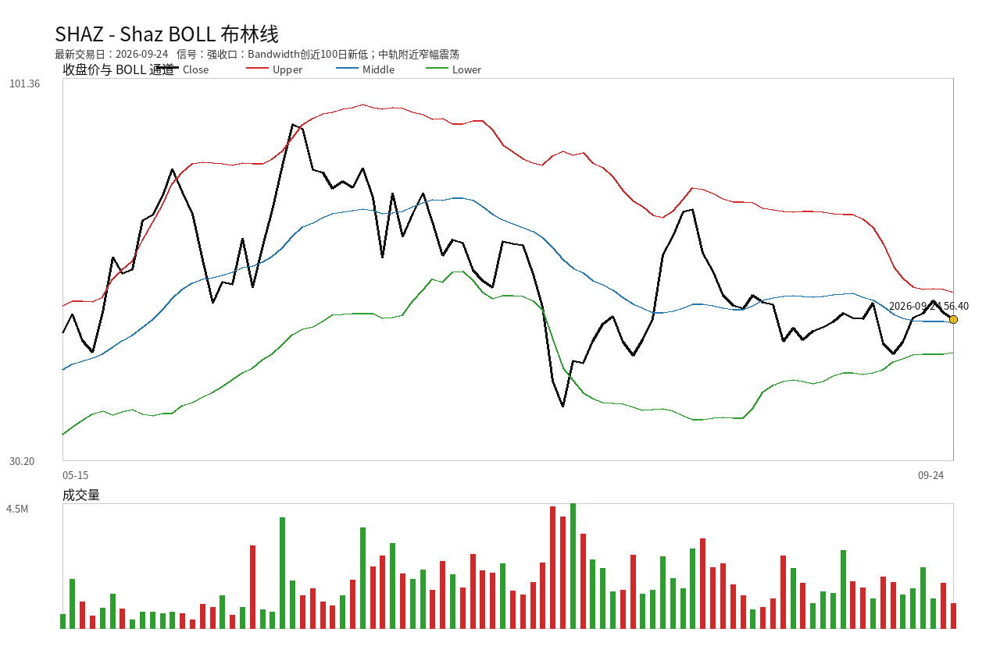 SHAZ - Shaz BOLL 布林线
最新交易日：2026-09-24 信号：强收口：Bandwidth创近100日新低；中轨附近窄幅震荡
收盘价与 BOLL 通道 Close Upper Middle Lower
101.36
2026-09-24 56.40
30.20
05-15 09-24
成交量
4.5M